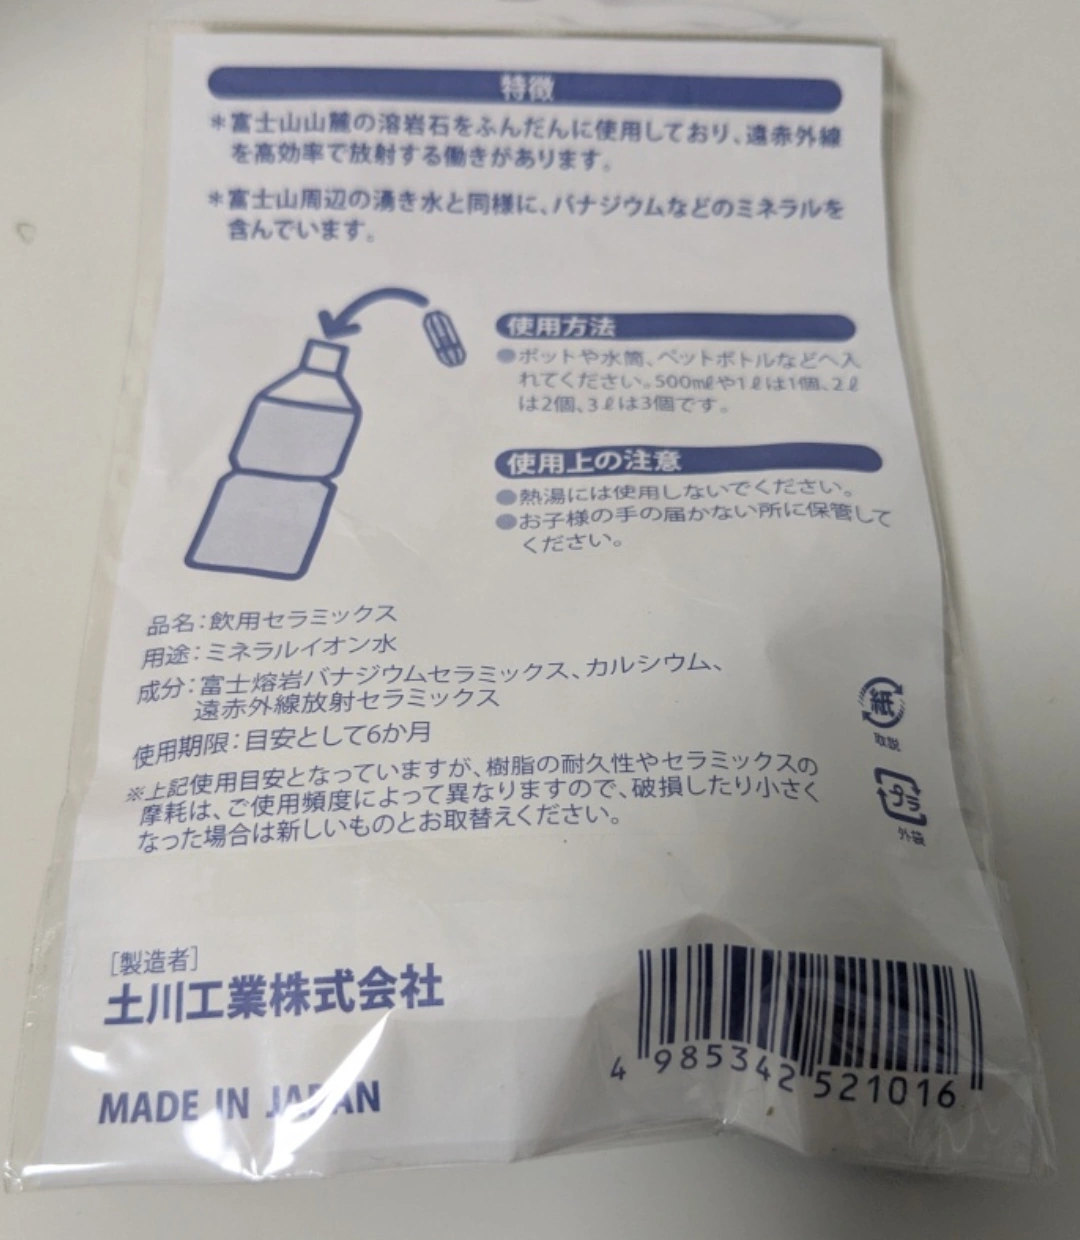 特徴
＊富士山山麓の溶岩石をふんだんに使用しており、遠赤外線
を高効率で放射する働きがあります。
＊富士山周辺の湧き水と同様に、バナジウムなどのミネラルを
含んでいます。
使用方法
●ポットや水筒、ペットボトルなどへ入
れてください。500mℓや1ℓは1個、2ℓ
は2個、3ℓは3個です。
使用上の注意
●熱湯には使用しないでください。
●お子様の手の届かない所に保管して
ください。
品名：飲用セラミックス
用途：ミネラルイオン水
成分：富士熔岩バナジウムセラミックス、カルシウム、
遠赤外線放射セラミックス
使用期限：目安として6か月
※上記使用目安となっていますが、樹脂の耐久性やセラミックスの
摩耗は、ご使用頻度によって異なりますので、破損したり小さく
なった場合は新しいものとお取替えください。
紙
取説
プラ
外袋
［製造者］
土川工業株式会社
MADE IN JAPAN
4 985342 521016